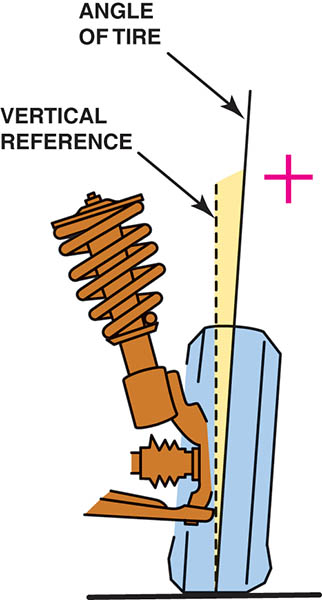 ANGLE
OF TIRE
VERTICAL
REFERENCE
+